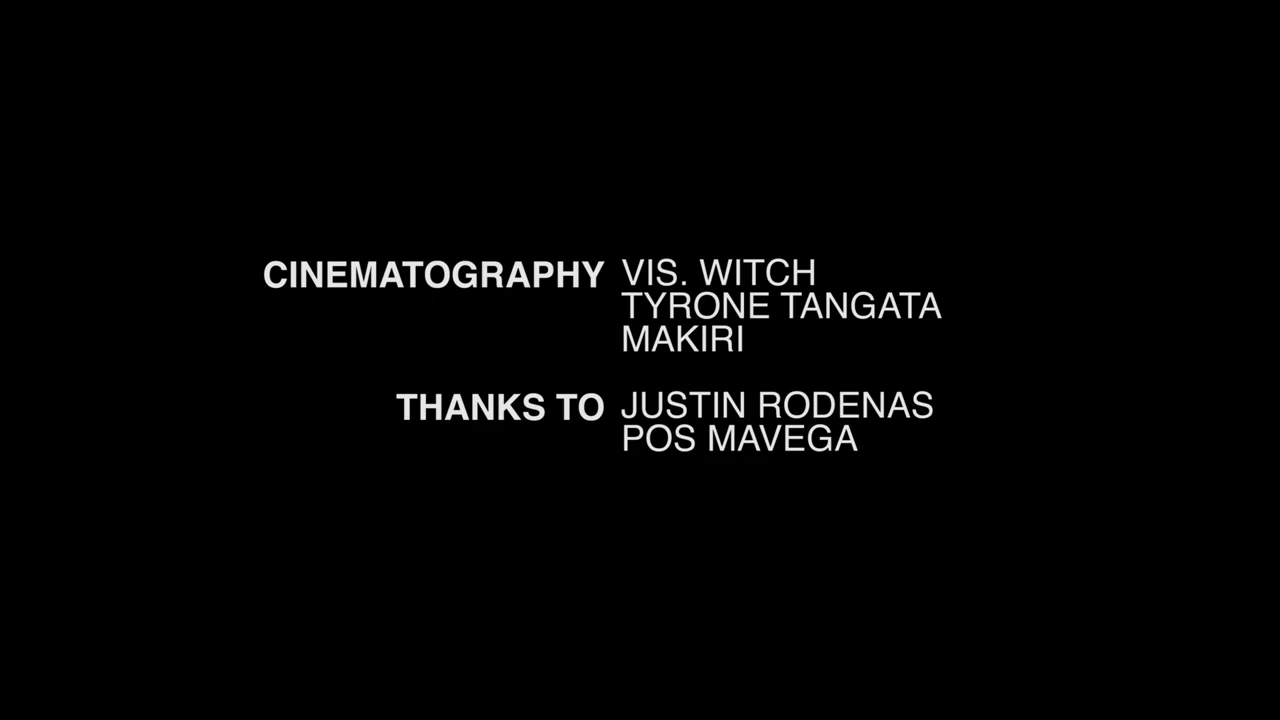 CINEMATOGRAPHY VIS. WITCH
TYRONE TANGATA
MAKIRI
THANKS TO JUSTIN RODENAS
POS MAVEGA